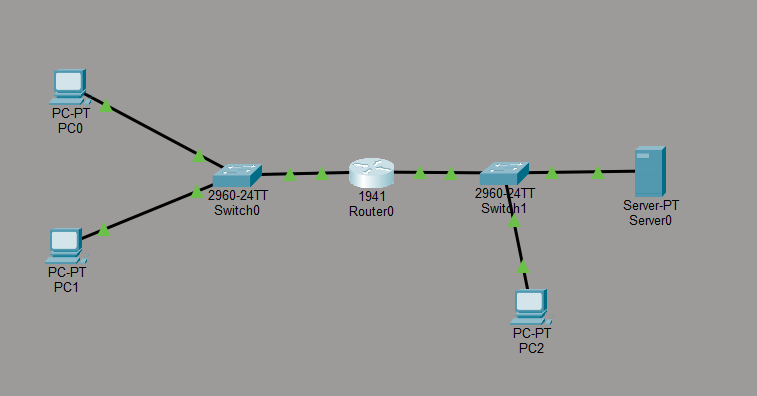 PC-PT
PC0
2960-24TT
Switch0
1941
Router0
2960-24TT
Switch1
Server-PT
Server0
PC-PT
PC1
PC-PT
PC2